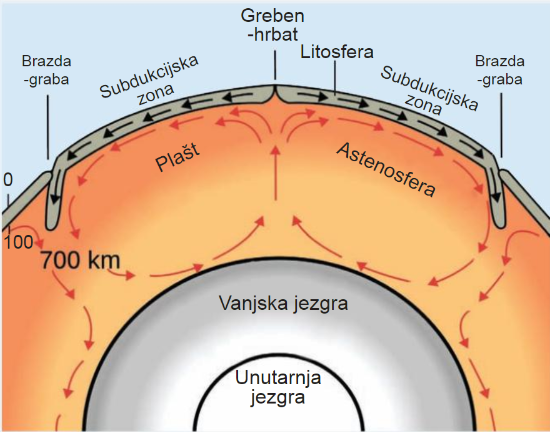 Greben
-hrbat
Brazda
-graba
Litosfera
Brazda
-graba
Subdukcijska
zona
Subdukcijska
zona
Plašt
Astenosfera
0
100
700 km
Vanjska jezgra
Unutarnja
jezgra